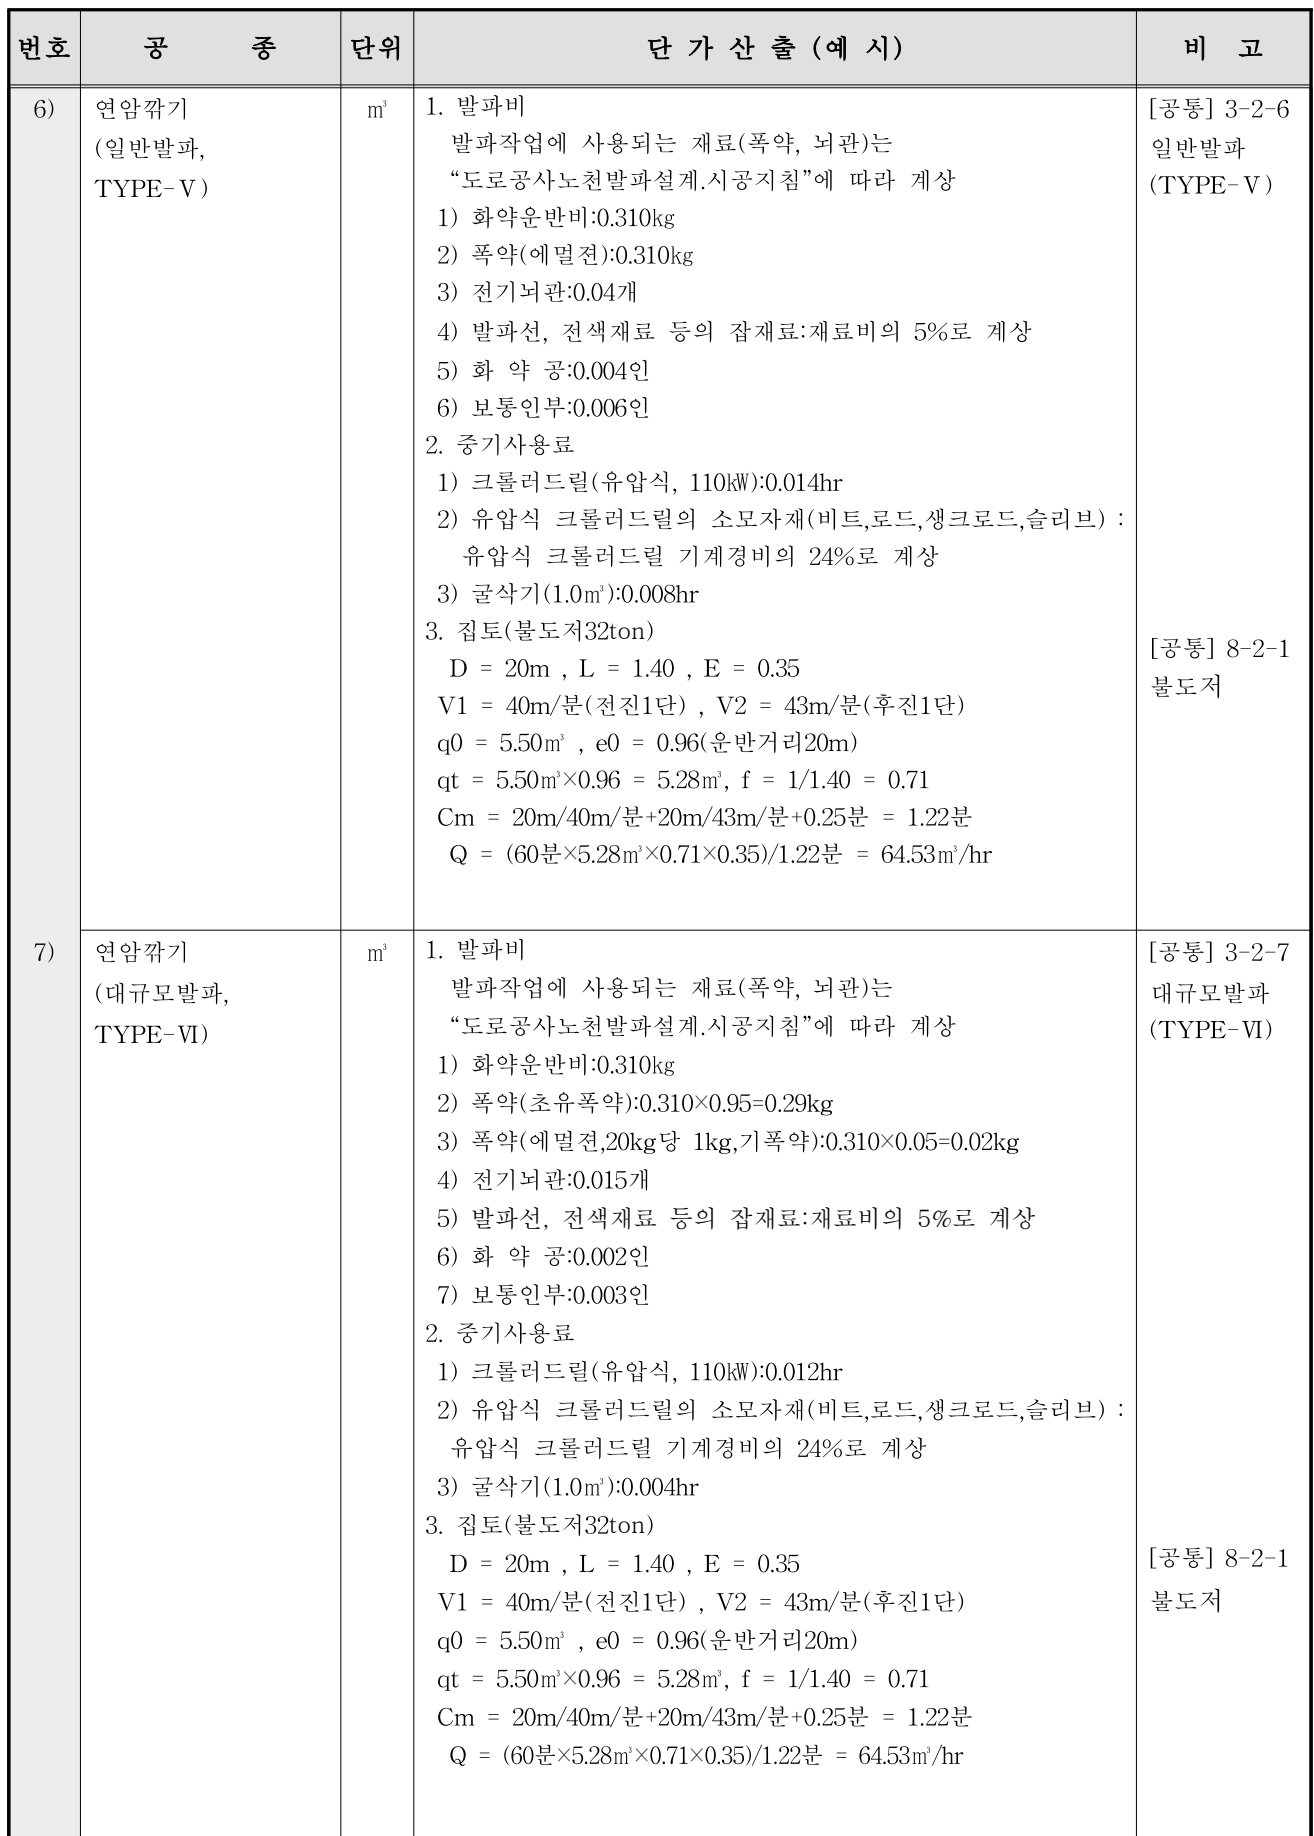 번호 공 종 단위 단 가 산 출 (예 시) 비 고
6) 연암깎기 ㎥ 1. 발파비 [공통] 3-2-6
(일반발파, 발파작업에 사용되는 재료(폭약, 뇌관)는 일반발파
TYPE-Ⅴ) “도로공사노천발파설계.시공지침”에 따라 계상 (TYPE-Ⅴ)
1) 화약운반비:0.310㎏
2) 폭약(에멀젼):0.310㎏
3) 전기뇌관:0.04개
4) 발파선, 전색재료 등의 잡재료:재료비의 5%로 계상
5) 화 약 공:0.004인
6) 보통인부:0.006인
2. 중기사용료
1) 크롤러드릴(유압식, 110㎾):0.014hr
2) 유압식 크롤러드릴의 소모자재(비트,로드,생크로드,슬리브) :
유압식 크롤러드릴 기계경비의 24%로 계상
3) 굴삭기(1.0㎥):0.008hr
3. 집토(불도저32ton) [공통] 8-2-1
D = 20m , L = 1.40 , E = 0.35 불도저
V1 = 40m/분(전진1단) , V2 = 43m/분(후진1단)
q0 = 5.50㎥ , e0 = 0.96(운반거리20m)
qt = 5.50㎥×0.96 = 5.28㎥, f = 1/1.40 = 0.71
Cm = 20m/40m/분+20m/43m/분+0.25분 = 1.22분
Q = (60분×5.28㎥×0.71×0.35)/1.22분 = 64.53㎥/hr
7) 연암깎기 ㎥ 1. 발파비 [공통] 3-2-7
(대규모발파, 발파작업에 사용되는 재료(폭약, 뇌관)는 대규모발파
TYPE-Ⅵ) “도로공사노천발파설계.시공지침”에 따라 계상 (TYPE-Ⅵ)
1) 화약운반비:0.310㎏
2) 폭약(초유폭약):0.310×0.95=0.29kg
3) 폭약(에멀젼,20kg당 1kg,기폭약):0.310×0.05=0.02kg
4) 전기뇌관:0.015개
5) 발파선, 전색재료 등의 잡재료:재료비의 5%로 계상
6) 화 약 공:0.002인
7) 보통인부:0.003인
2. 중기사용료
1) 크롤러드릴(유압식, 110㎾):0.012hr
2) 유압식 크롤러드릴의 소모자재(비트,로드,생크로드,슬리브) :
유압식 크롤러드릴 기계경비의 24%로 계상
3) 굴삭기(1.0㎥):0.004hr
3. 집토(불도저32ton)
D = 20m , L = 1.40 , E = 0.35 [공통] 8-2-1
V1 = 40m/분(전진1단) , V2 = 43m/분(후진1단) 불도저
q0 = 5.50㎥ , e0 = 0.96(운반거리20m)
qt = 5.50㎥×0.96 = 5.28㎥, f = 1/1.40 = 0.71
Cm = 20m/40m/분+20m/43m/분+0.25분 = 1.22분
Q = (60분×5.28㎥×0.71×0.35)/1.22분 = 64.53㎥/hr